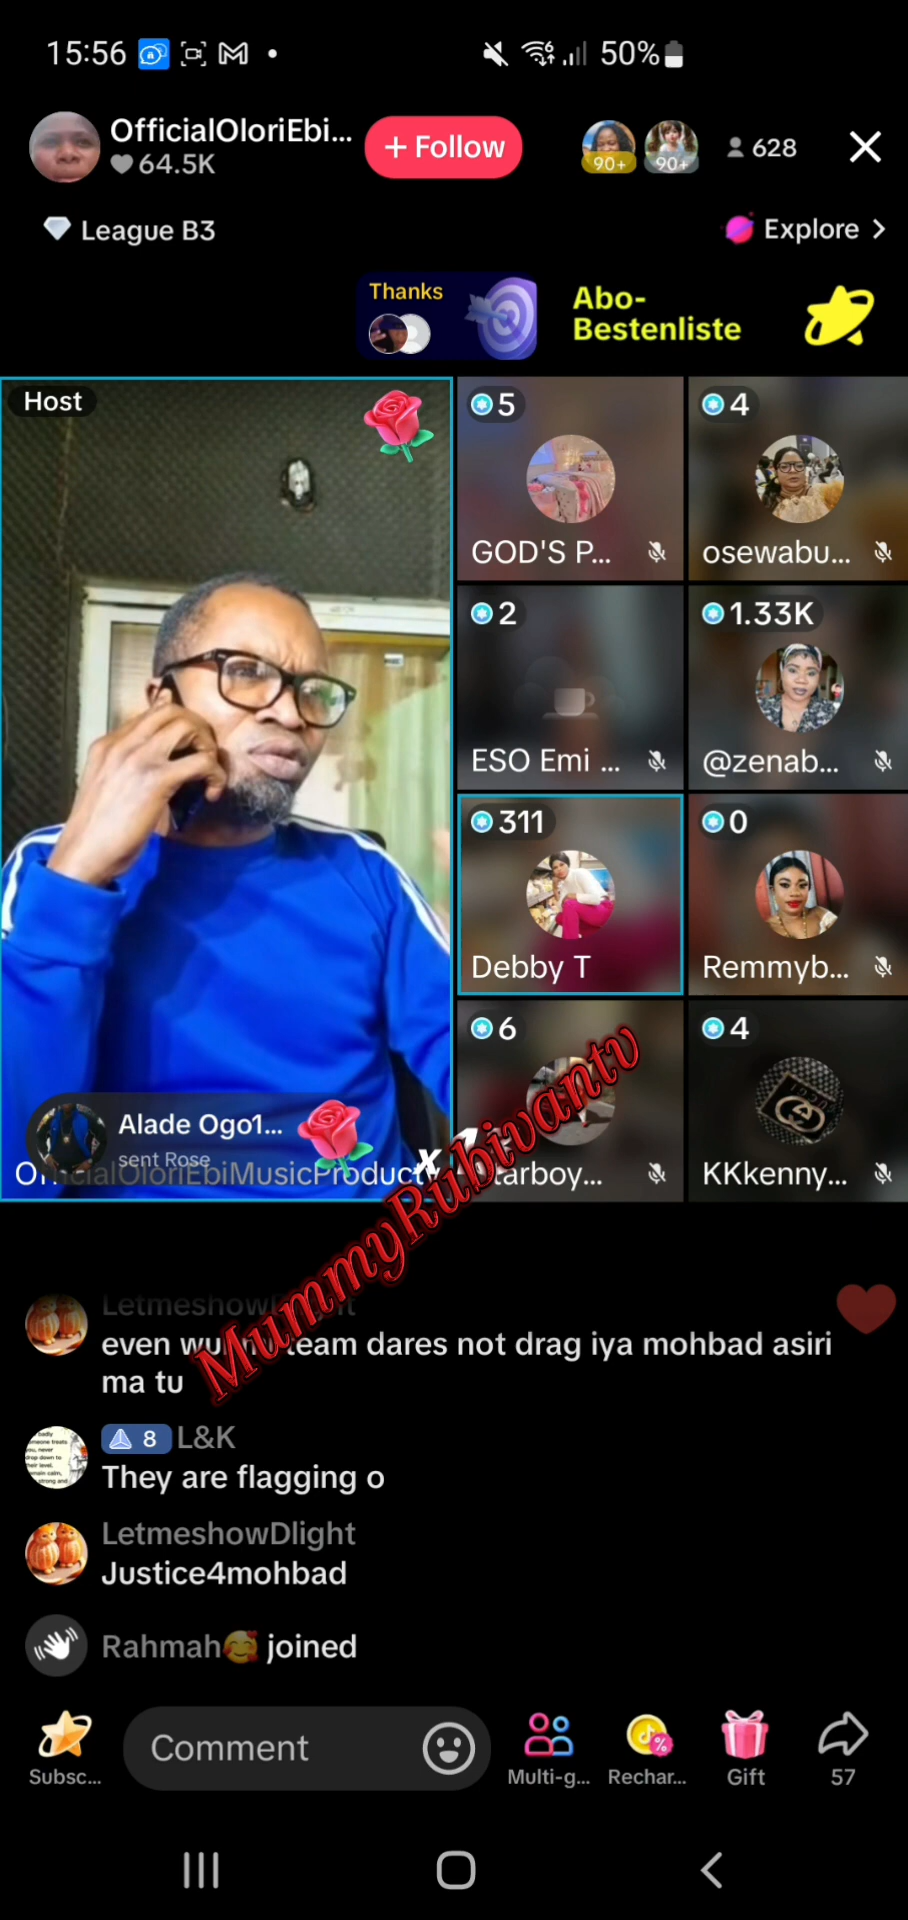 15:56
50%
OfficialOloriEbi...
64.5K
+ Follow
90+
90+
628
League B3
Explore >
Thanks
Abo-
Bestenliste
Host
5
GOD'S P...
4
osewabu...
2
ESO Emi ...
1.33K
@zenab...
311
Debby T
0
Remmyb...
6
tarboy...
4
KKkenny...
Alade Ogo1...
sent Rose
OfficialOloriEbiMusicProduct
MummyRubivantv
LetmeshowDlight
even team dares not drag iya mohbad asiri
ma tu
8 L&K
They are flagging o
LetmeshowDlight
Justice4mohbad
Rahmah🥰 joined
Subsc...
Comment
Multi-g...
Rechar...
Gift
57